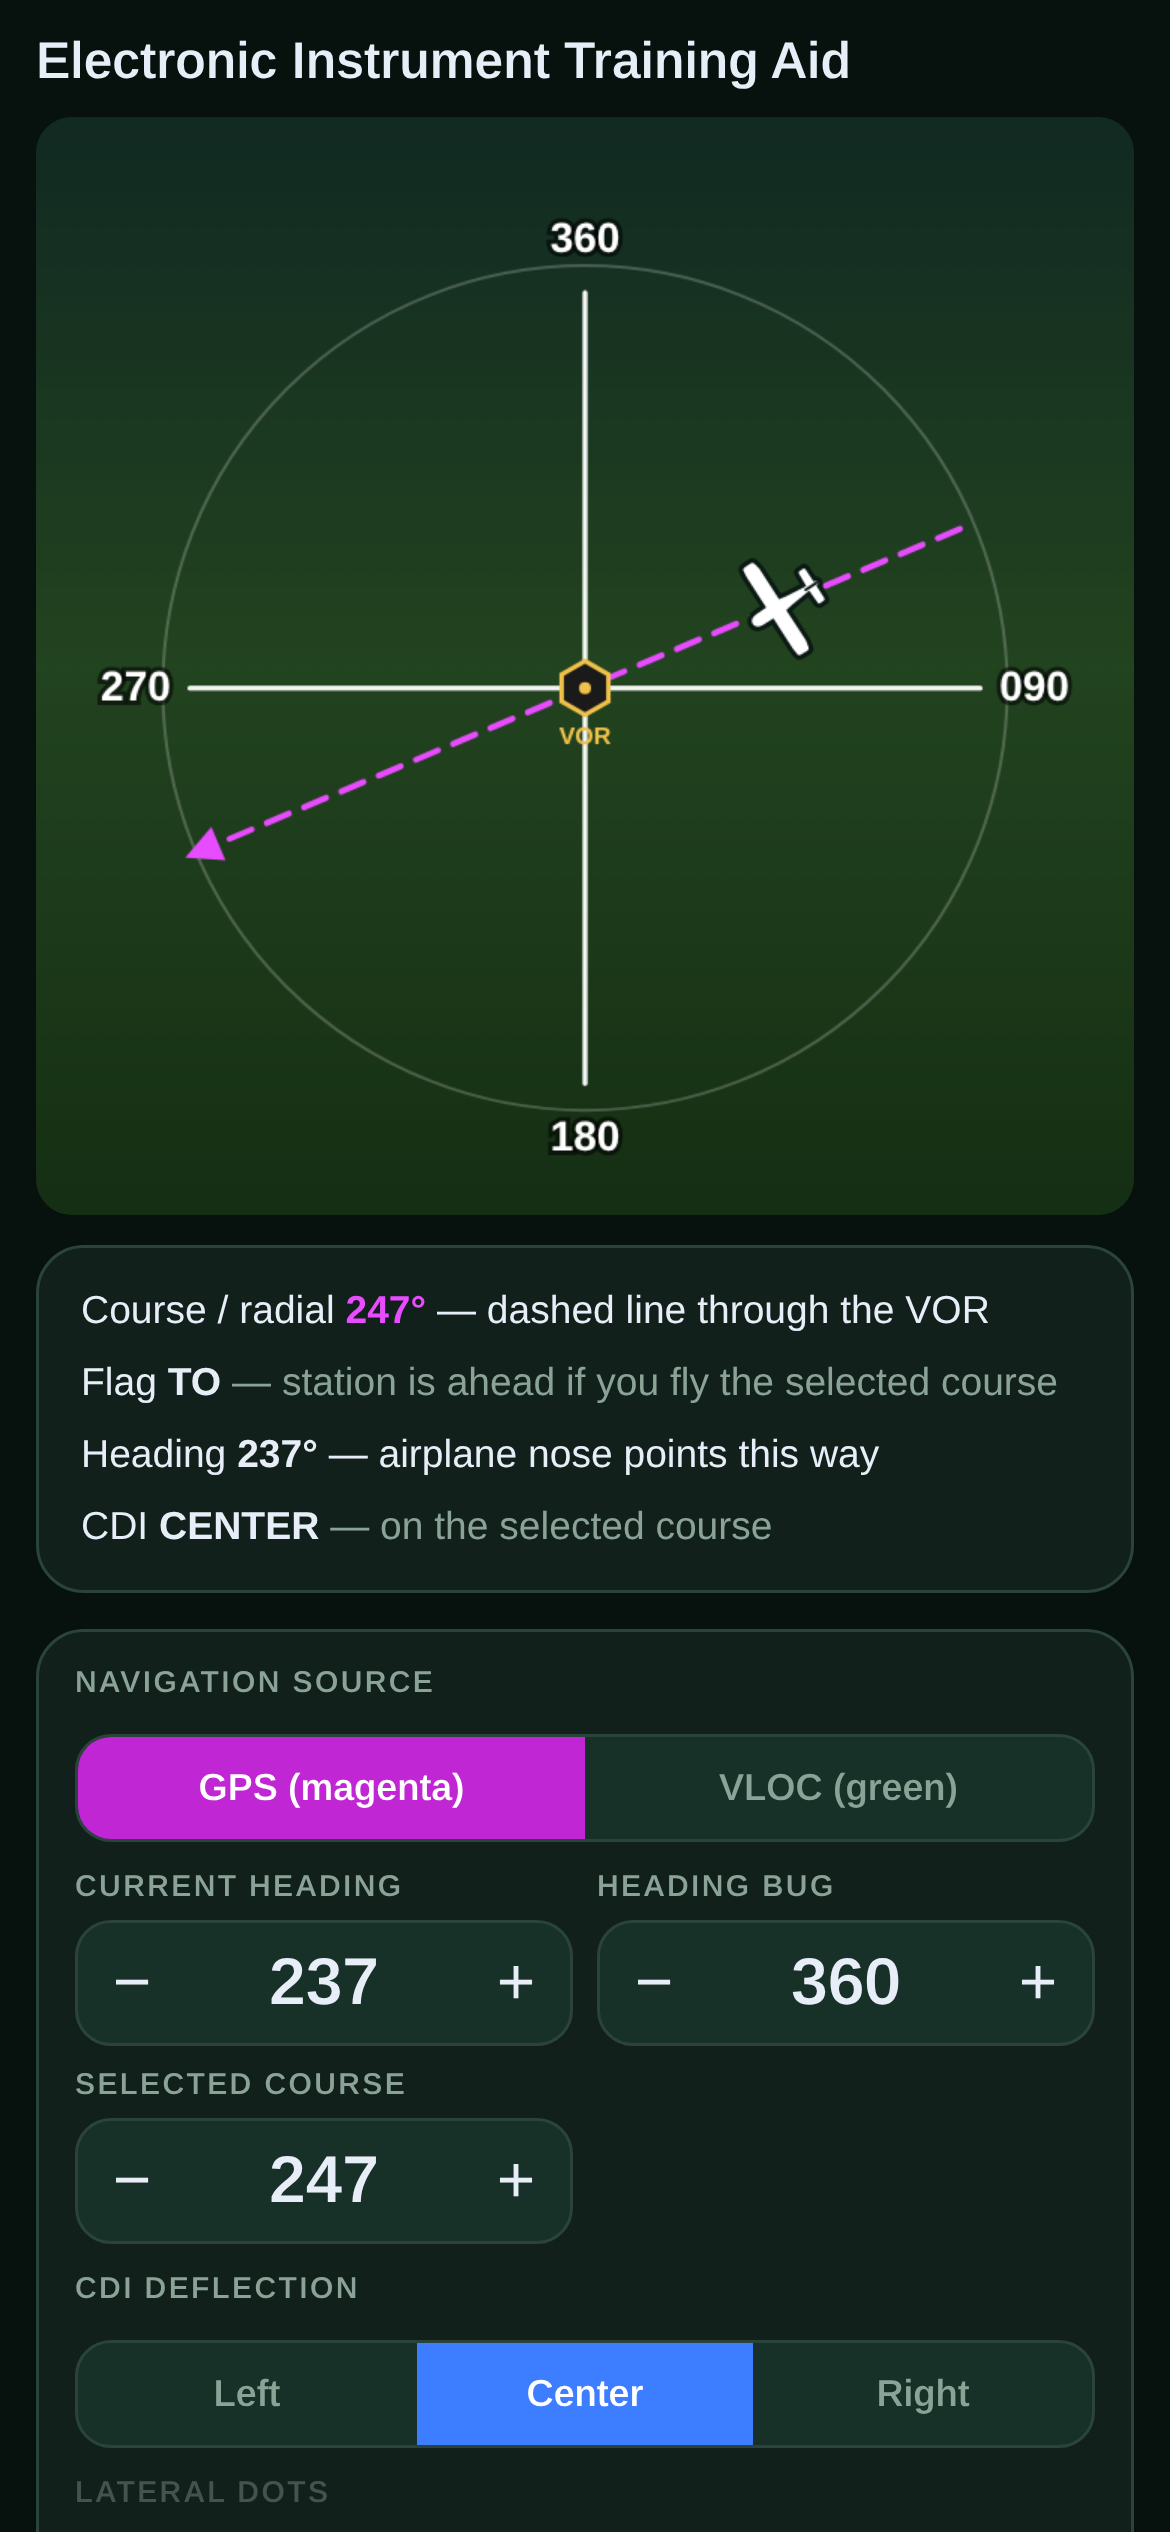 Electronic Instrument Training Aid
360
270
090
VOR
180
Course / radial 247° — dashed line through the VOR
Flag TO — station is ahead if you fly the selected course
Heading 237° — airplane nose points this way
CDI CENTER — on the selected course
NAVIGATION SOURCE
GPS (magenta) VLOC (green)
CURRENT HEADING HEADING BUG
− 237 + − 360 +
SELECTED COURSE
− 247 +
CDI DEFLECTION
Left Center Right
LATERAL DOTS